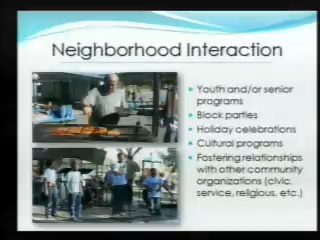 Neighborhood Interaction
Youth and/or senior
programs
Block parties
Holiday celebrations
Cultural programs
Fostering relationships
with other community
organizations (civic,
service, religious, etc.)